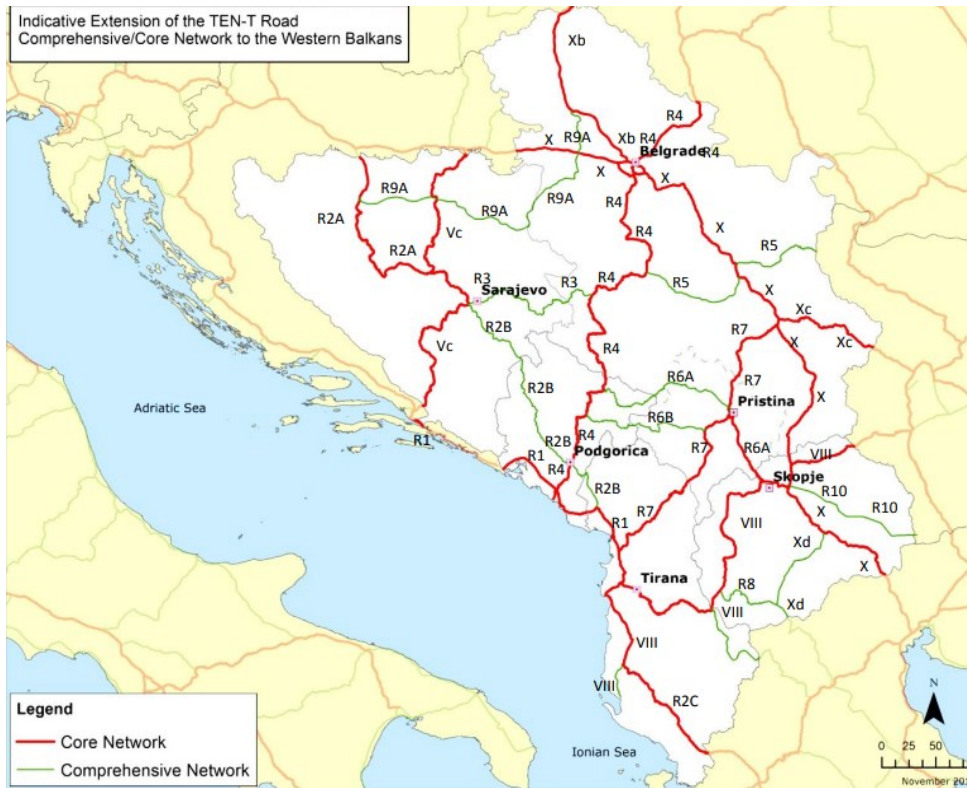 Indicative Extension of the TEN-T Road
Comprehensive/Core Network to the Western Balkans
Xb
R4
X
R9A
Xb
R4
Belgrade
R4
X
X
R9A
R9A
R9A
R4
R2A
Vc
X
R4
R2A
R5
R3
R3
R4
R5
X
Sarajevo
Xc
R2B
R7
X
Xc
Vc
R4
R6A
R7
R2B
X
Pristina
Adriatic Sea
R6B
R1
R4
R2B
R7
R6A
VIII
R1
Podgorica
R4
Skopje
R2B
R10
R10
R7
X
R1
VIII
Xd
X
Tirana
R8
Xd
VIII
VIII
VIII
R2C
Ionian Sea
Legend
Core Network
Comprehensive Network
N
0 25 50
November 20